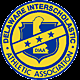 DELAWARE INTERSCHOLASTIC
ATHLETIC ASSOCIATION
DIAA